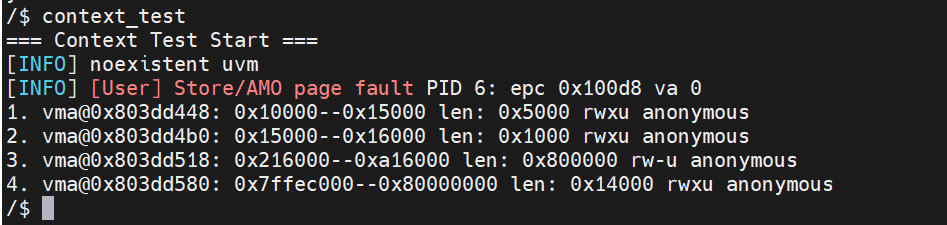 /$ context_test
=== Context Test Start ===
[INFO] noexistent uvm
[INFO] [User] Store/AMO page fault PID 6: epc 0x100d8 va 0
1. vma@0x803dd448: 0x10000--0x15000 len: 0x5000 rwxu anonymous
2. vma@0x803dd4b0: 0x15000--0x16000 len: 0x1000 rwxu anonymous
3. vma@0x803dd518: 0x216000--0xa16000 len: 0x800000 rw-u anonymous
4. vma@0x803dd580: 0x7ffec000--0x80000000 len: 0x14000 rwxu anonymous
/$